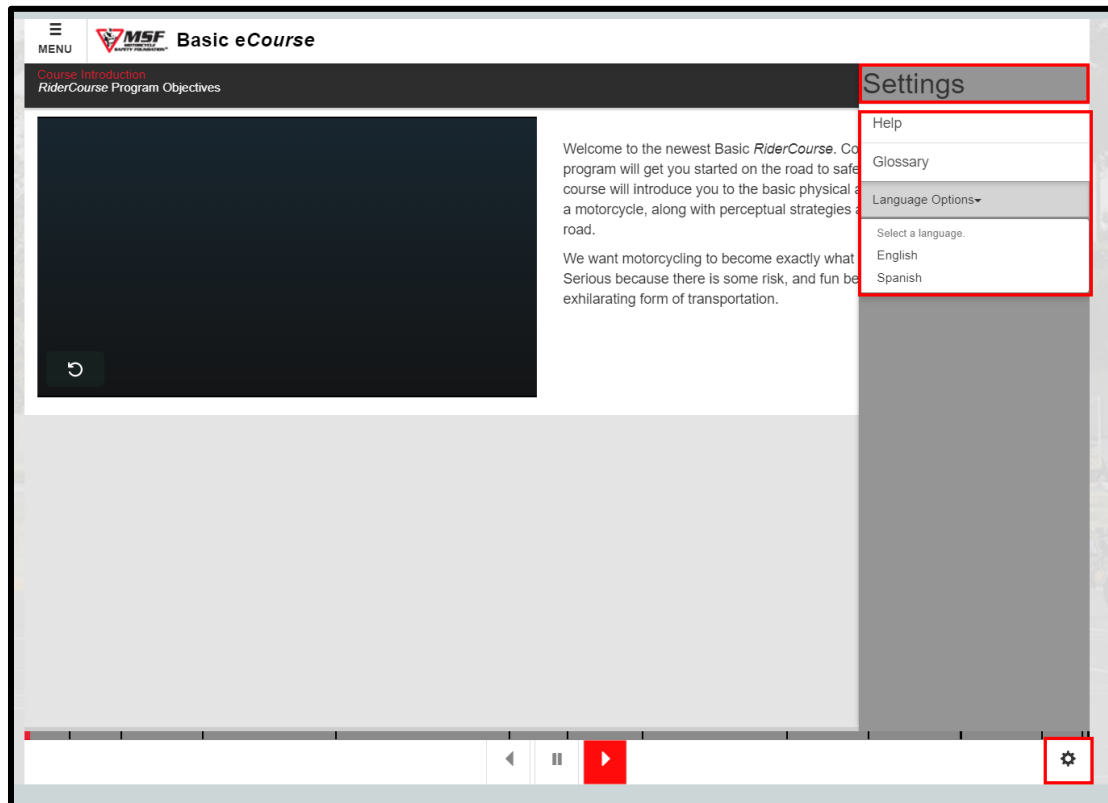 MENU
MSF
MOTORCYCLE
SAFETY FOUNDATION
Basic eCourse
Course Introduction
RiderCourse Program Objectives
Welcome to the newest Basic RiderCourse. Co
program will get you started on the road to safe
course will introduce you to the basic physical a
a motorcycle, along with perceptual strategies a
road.
We want motorcycling to become exactly what
Serious because there is some risk, and fun be
exhilarating form of transportation.
Settings
Help
Glossary
Language Options
Select a language.
English
Spanish